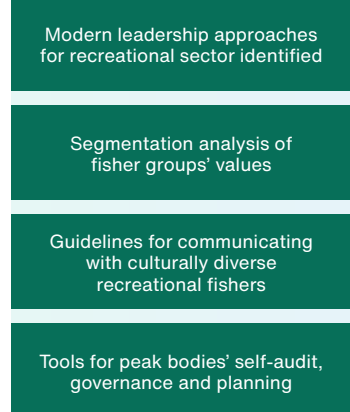 Modern leadership approaches
for recreational sector identified
Segmentation analysis of
fisher groups’ values
Guidelines for communicating
with culturally diverse
recreational fishers
Tools for peak bodies’ self-audit,
governance and planning